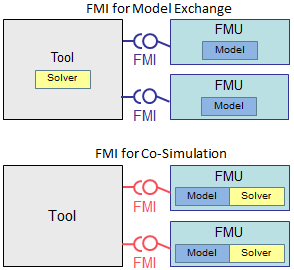 FMI for Model Exchange
Tool
Solver
FMI
FMU
Model
FMI
FMU
Model
FMI for Co-Simulation
Tool
FMI
FMU
Model Solver
FMI
FMU
Model Solver